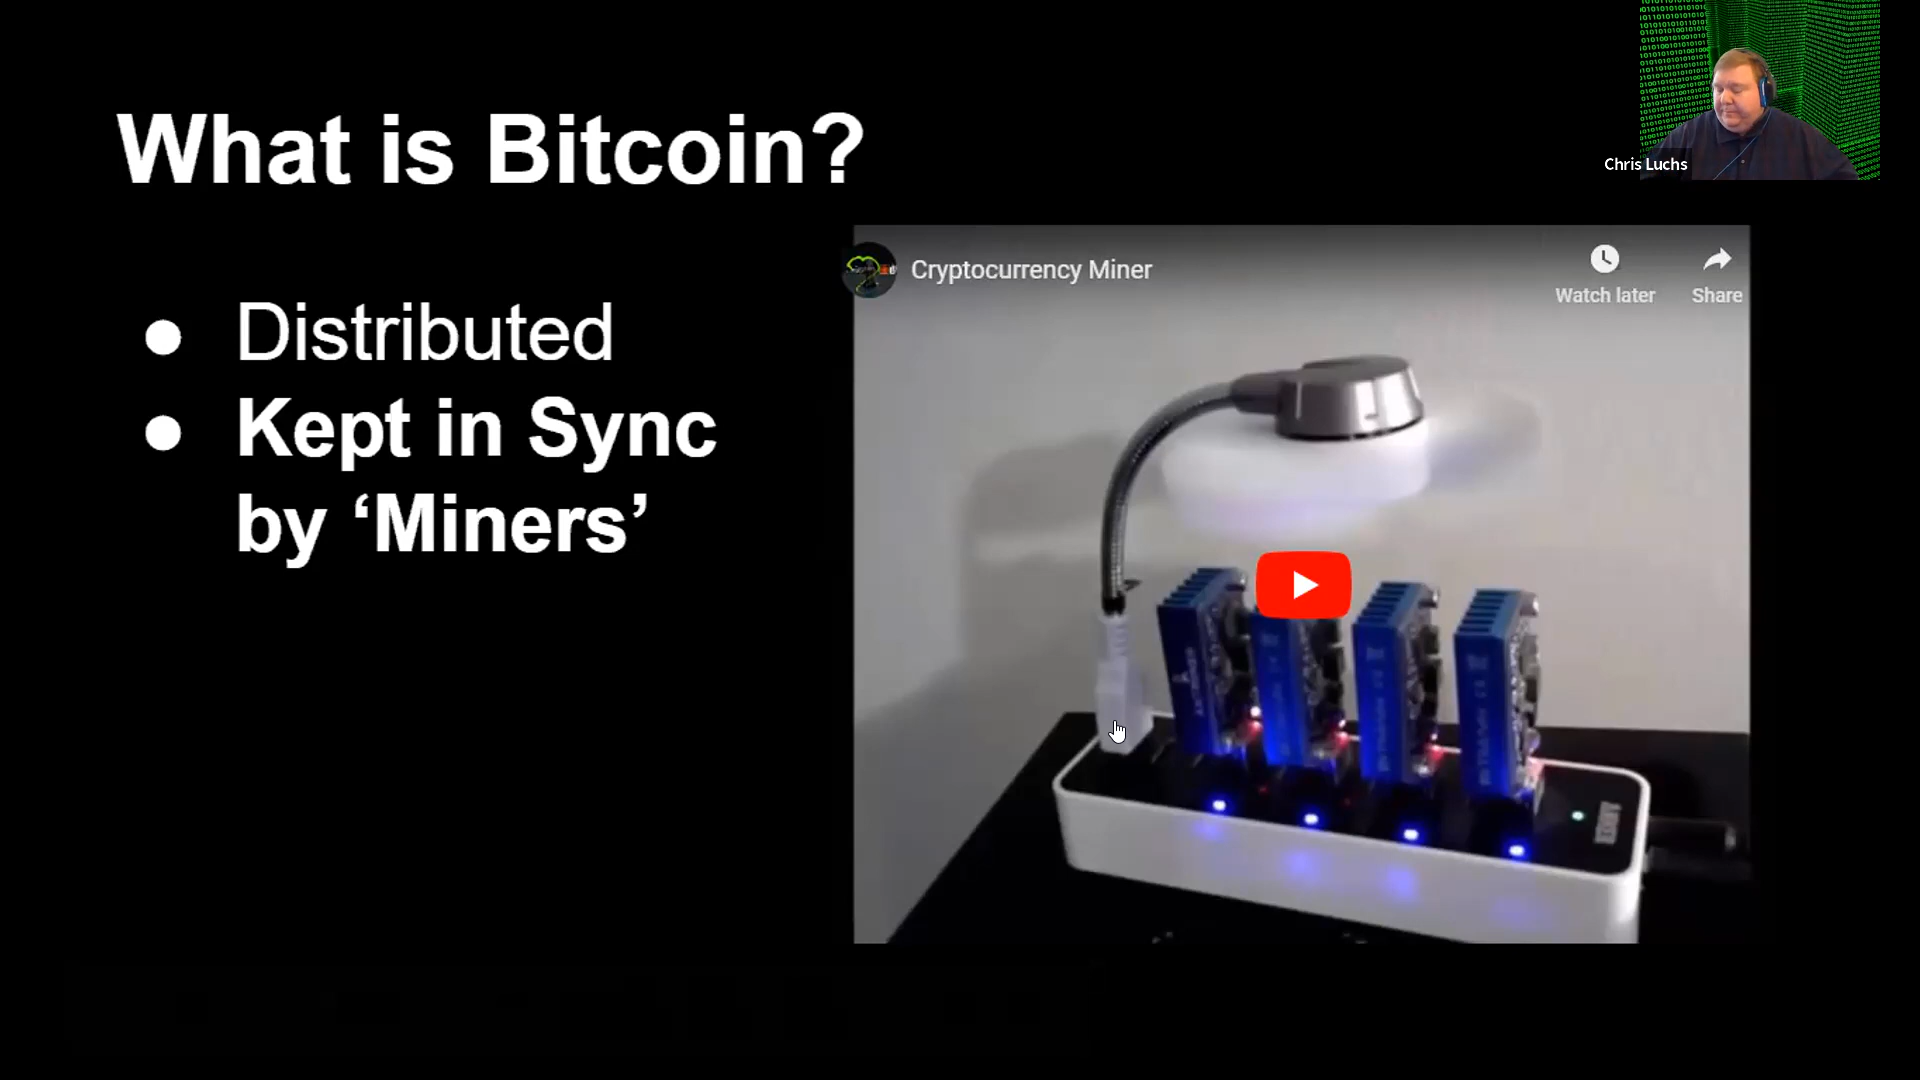 What is Bitcoin?
Chris Luchs
Cryptocurrency Miner
Watch later
Share
● Distributed
● Kept in Sync
by ‘Miners’